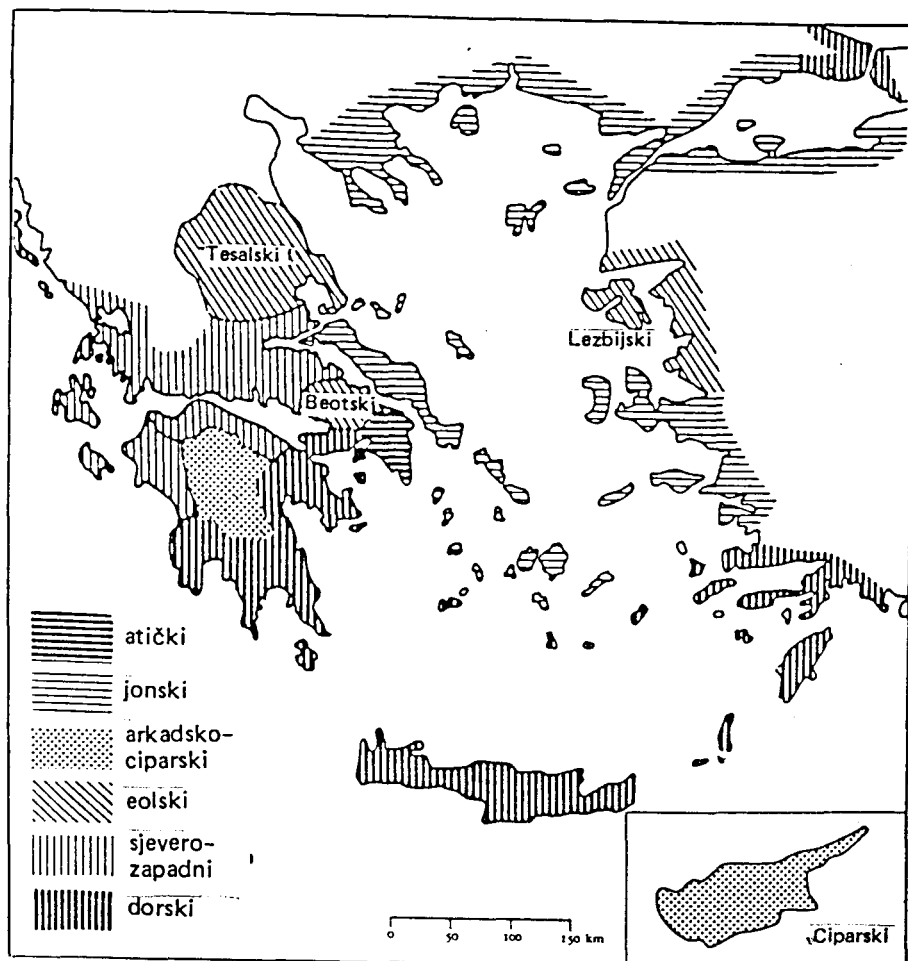 Tesalski
Lezbijski
Beotski
atički
jonski
arkadsko-
ciparski
eolski
sjevero-
zapadni
dorski
0 50 100 150 km
Ciparski